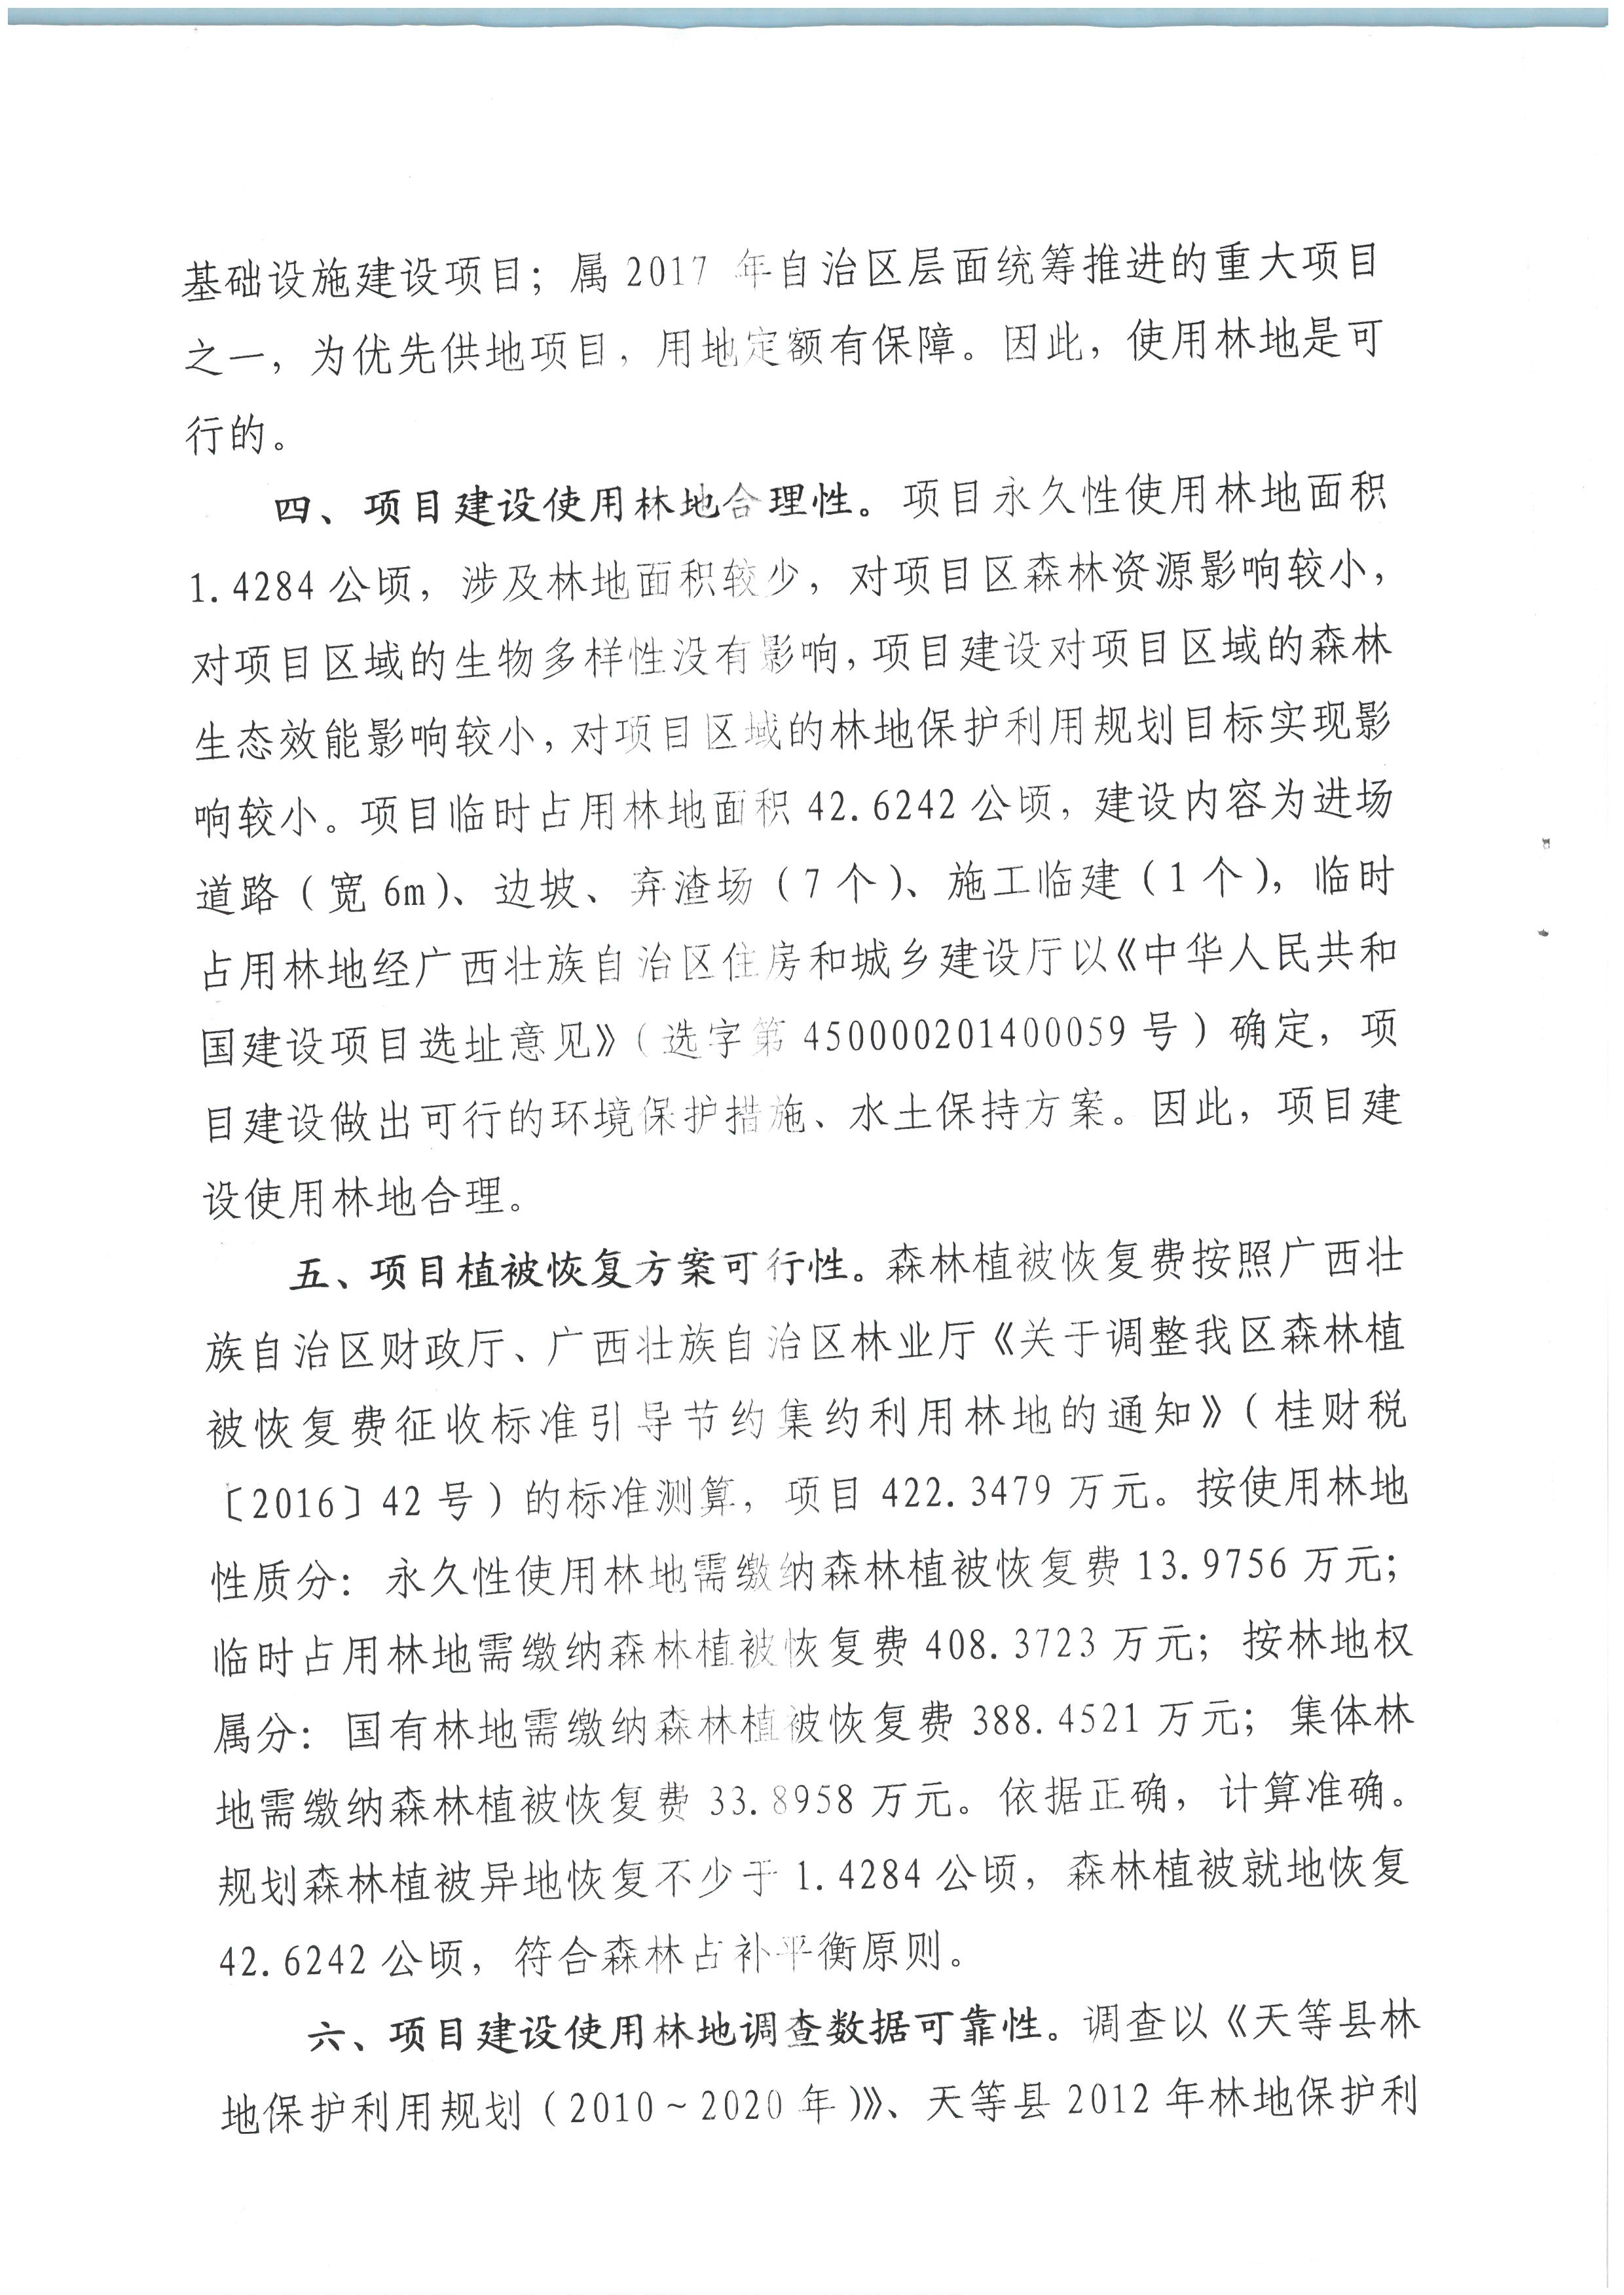 基础设施建设项目；属 2017 年自治区层面统筹推进的重大项目
之一，为优先供地项目，用地定额有保障。因此，使用林地是可
行的。
四、项目建设使用林地合理性。项目永久性使用林地面积
1.4284 公顷，涉及林地面积较少，对项目区森林资源影响较小，
对项目区域的生物多样性没有影响，项目建设对项目区域的森林
生态效能影响较小，对项目区域的林地保护利用规划目标实现影
响较小。项目临时占用林地面积 42.6242 公顷，建设内容为进场
道路（宽 6m）、边坡、弃渣场（7 个）、施工临建（1 个），临时
占用林地经广西壮族自治区住房和城乡建设厅以《中华人民共和
国建设项目选址意见》（选字第 450000201400059 号）确定，项
目建设做出可行的环境保护措施、水土保持方案。因此，项目建
设使用林地合理。
五、项目植被恢复方案可行性。森林植被恢复费按照广西壮
族自治区财政厅、广西壮族自治区林业厅《关于调整我区森林植
被恢复费征收标准引导节约集约利用林地的通知》（桂财税
〔2016〕42 号）的标准测算，项目 422.3479 万元。按使用林地
性质分：永久性使用林地需缴纳森林植被恢复费 13.9756 万元；
临时占用林地需缴纳森林植被恢复费 408.3723 万元；按林地权
属分：国有林地需缴纳森林植被恢复费 388.4521 万元；集体林
地需缴纳森林植被恢复费 33.8958 万元。依据正确，计算准确。
规划森林植被异地恢复不少于 1.4284 公顷，森林植被就地恢复
42.6242 公顷，符合森林占补平衡原则。
六、项目建设使用林地调查数据可靠性。调查以《天等县林
地保护利用规划（2010～2020 年）》、天等县 2012 年林地保护利